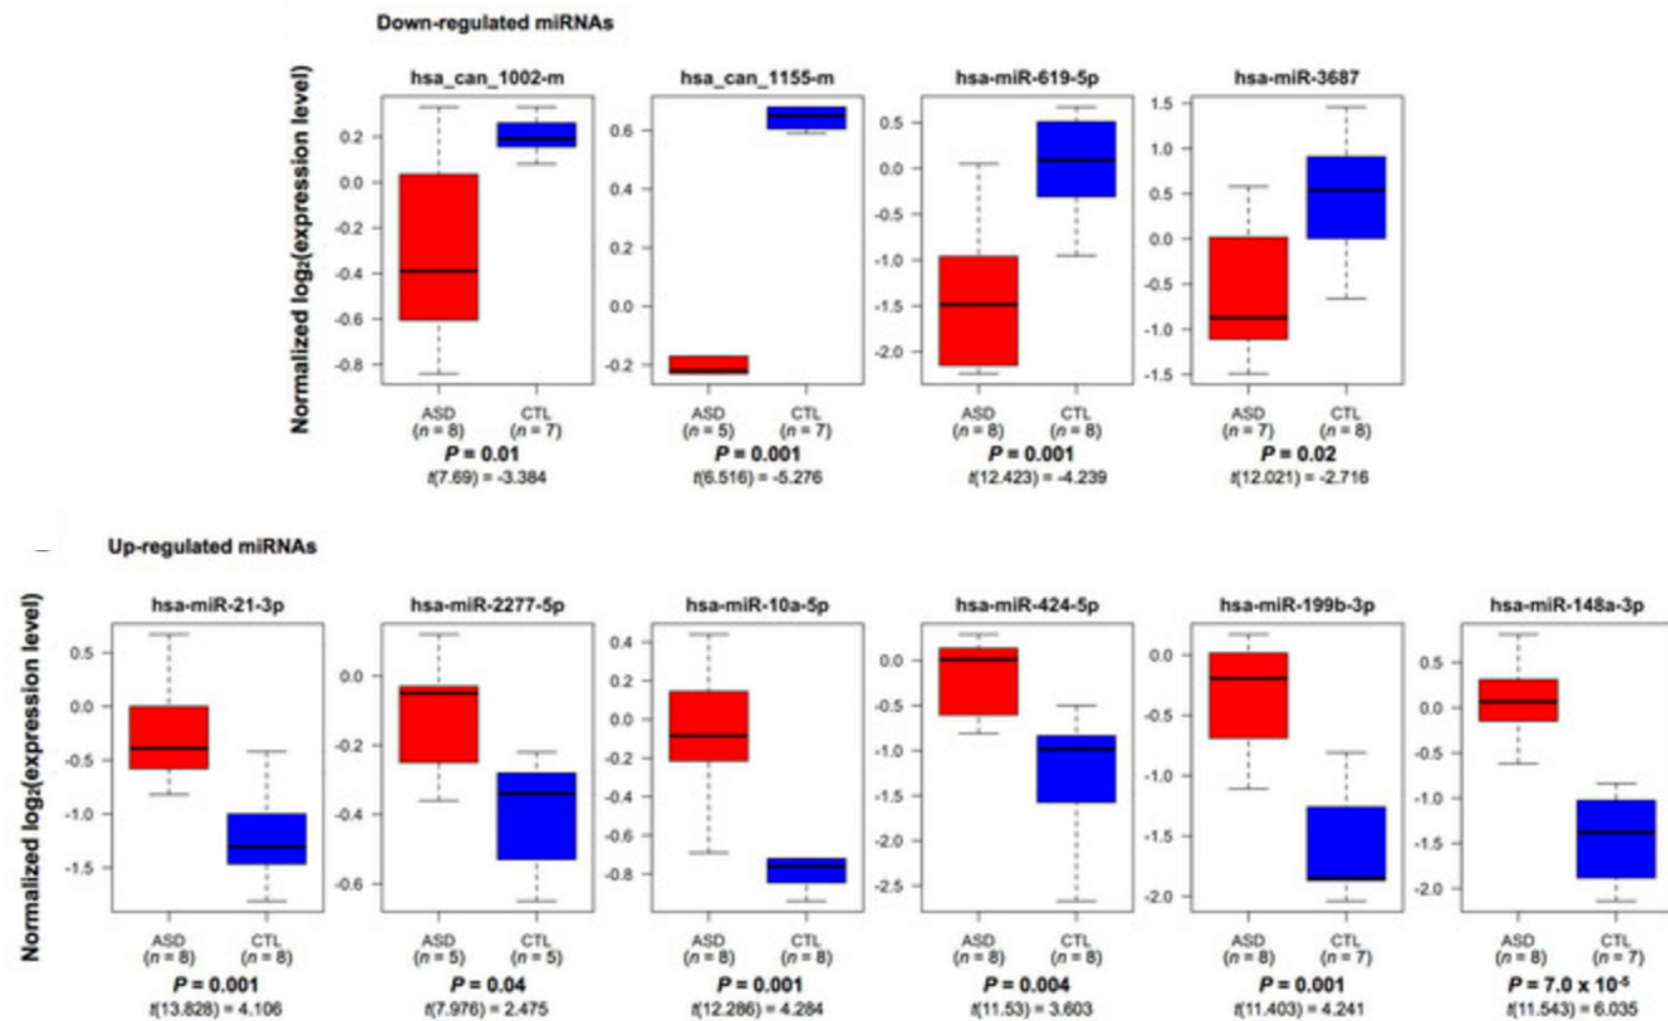 Down-regulated miRNAs
Normalized log₂(expression level)
hsa_can_1002-m
hsa_can_1155-m
hsa-miR-619-5p
hsa-miR-3687
0.2
0.0
-0.2
-0.4
-0.6
-0.8
0.6
0.4
0.2
0.0
-0.2
0.5
0.0
-0.5
-1.0
-1.5
-2.0
1.5
1.0
0.5
0.0
-0.5
-1.0
-1.5
ASD CTL ASD CTL ASD CTL ASD CTL
(n = 8) (n = 7) (n = 5) (n = 7) (n = 8) (n = 8) (n = 7) (n = 8)
P = 0.01 P = 0.001 P = 0.001 P = 0.02
t(7.69) = -3.384 t(6.516) = -5.276 t(12.423) = -4.239 t(12.021) = -2.716
Up-regulated miRNAs
Normalized log₂(expression level)
hsa-miR-21-3p
hsa-miR-2277-5p
hsa-miR-10a-5p
hsa-miR-424-5p
hsa-miR-199b-3p
hsa-miR-148a-3p
0.5
0.0
-0.5
-1.0
-1.5
0.0
-0.2
-0.4
-0.6
0.4
0.2
0.0
-0.2
-0.4
-0.6
-0.8
0.0
-0.5
-1.0
-1.5
-2.0
-2.5
0.0
-0.5
-1.0
-1.5
-2.0
0.5
0.0
-0.5
-1.0
-1.5
-2.0
ASD CTL ASD CTL ASD CTL ASD CTL ASD CTL ASD CTL
(n = 8) (n = 8) (n = 5) (n = 5) (n = 8) (n = 8) (n = 8) (n = 8) (n = 8) (n = 7) (n = 8) (n = 7)
P = 0.001 P = 0.04 P = 0.001 P = 0.004 P = 0.001 P = 7.0 x 10⁻⁵
t(13.828) = 4.106 t(7.976) = 2.475 t(12.286) = 4.284 t(11.53) = 3.603 t(11.403) = 4.241 t(11.543) = 6.035